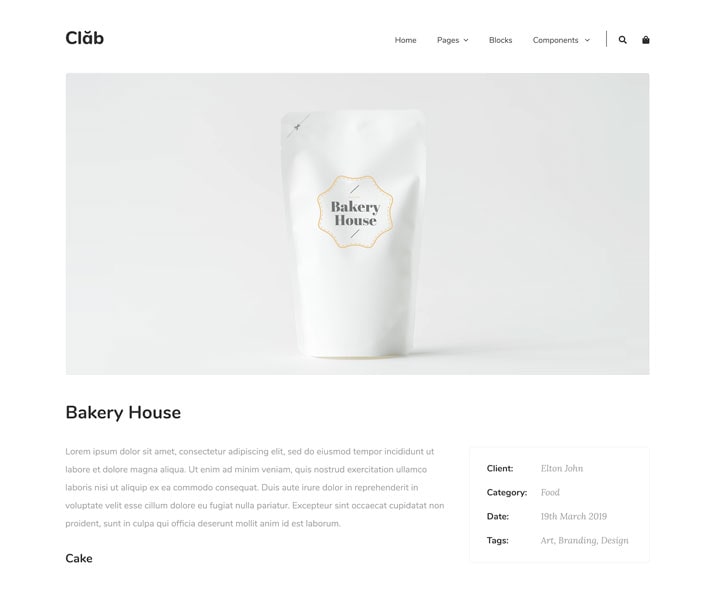 Clăb
Home Pages Blocks Components
Bakery
House
Bakery House
Lorem ipsum dolor sit amet, consectetur adipiscing elit, sed do eiusmod tempor incididunt ut
labore et dolore magna aliqua. Ut enim ad minim veniam, quis nostrud exercitation ullamco
laboris nisi ut aliquip ex ea commodo consequat. Duis aute irure dolor in reprehenderit in
voluptate velit esse cillum dolore eu fugiat nulla pariatur. Excepteur sint occaecat cupidatat non
proident, sunt in culpa qui officia deserunt mollit anim id est laborum.
Cake
Client: Elton John
Category: Food
Date: 19th March 2019
Tags: Art, Branding, Design